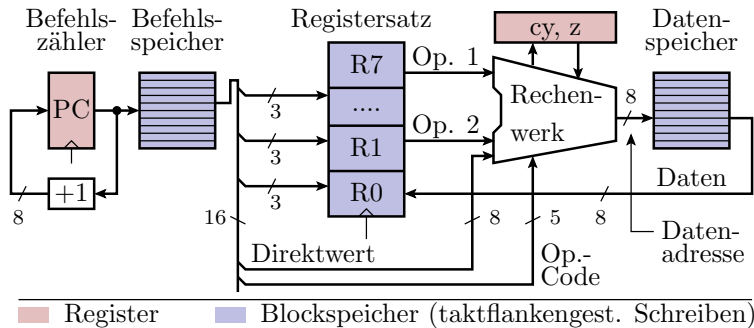 Befehls-
zähler
Befehls-
speicher
Registersatz
cy, z
Daten-
speicher
PC
+1
8
R7
....
R1
R0
3
3
3
16
Op. 1
Op. 2
Rechen-
werk
8
Daten
8
5
8
Direktwert
Op.-
Code
Daten-
adresse
Register
Blockspeicher (taktflankengest. Schreiben)